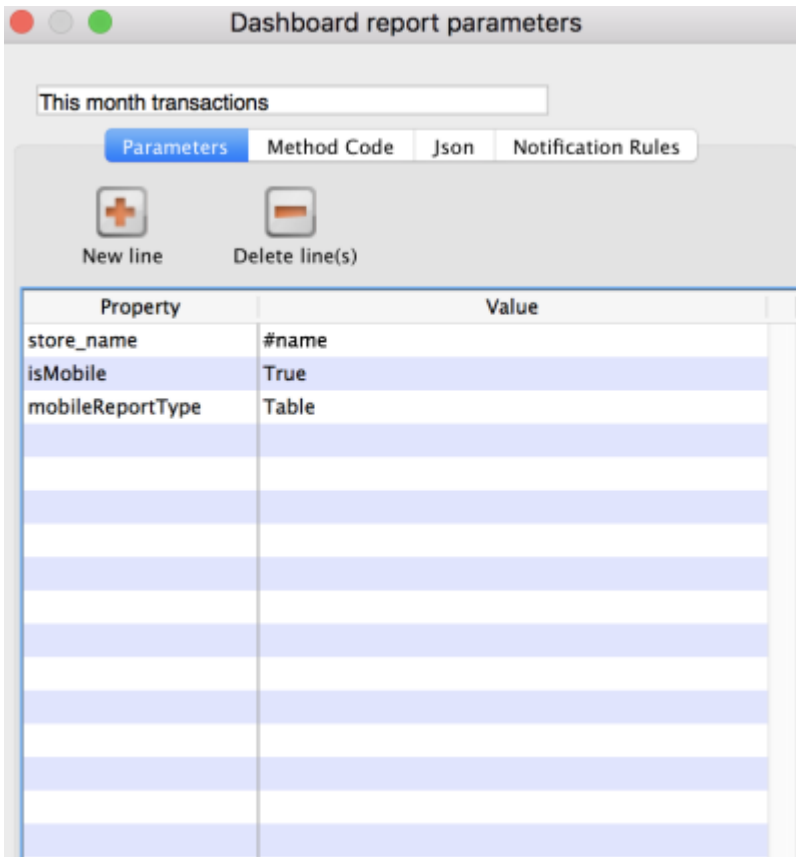 Dashboard report parameters
This month transactions
Parameters Method Code Json Notification Rules
New line Delete line(s)
Property Value
store_name #name
isMobile True
mobileReportType Table